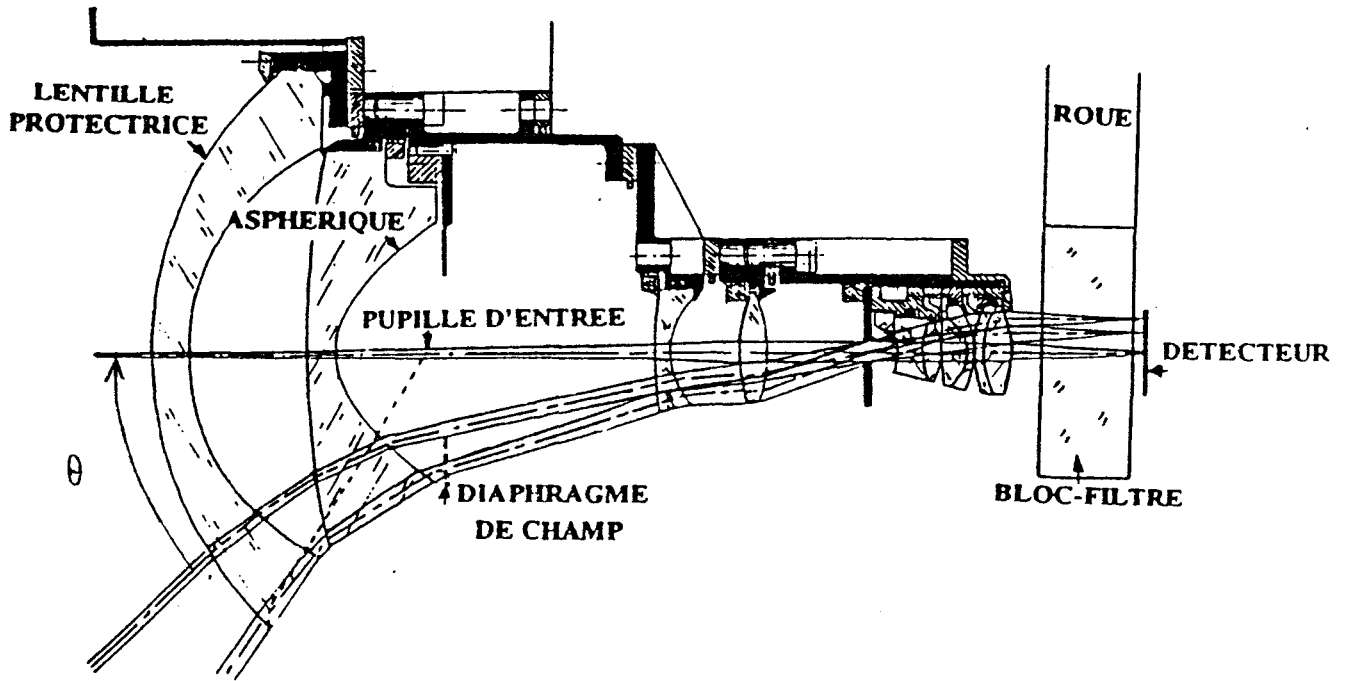 LENTILLE
PROTECTRICE
ROUE
ASPHERIQUE
PUPILLE D'ENTREE
DETECTEUR
θ
DIAPHRAGME
DE CHAMP
BLOC-FILTRE